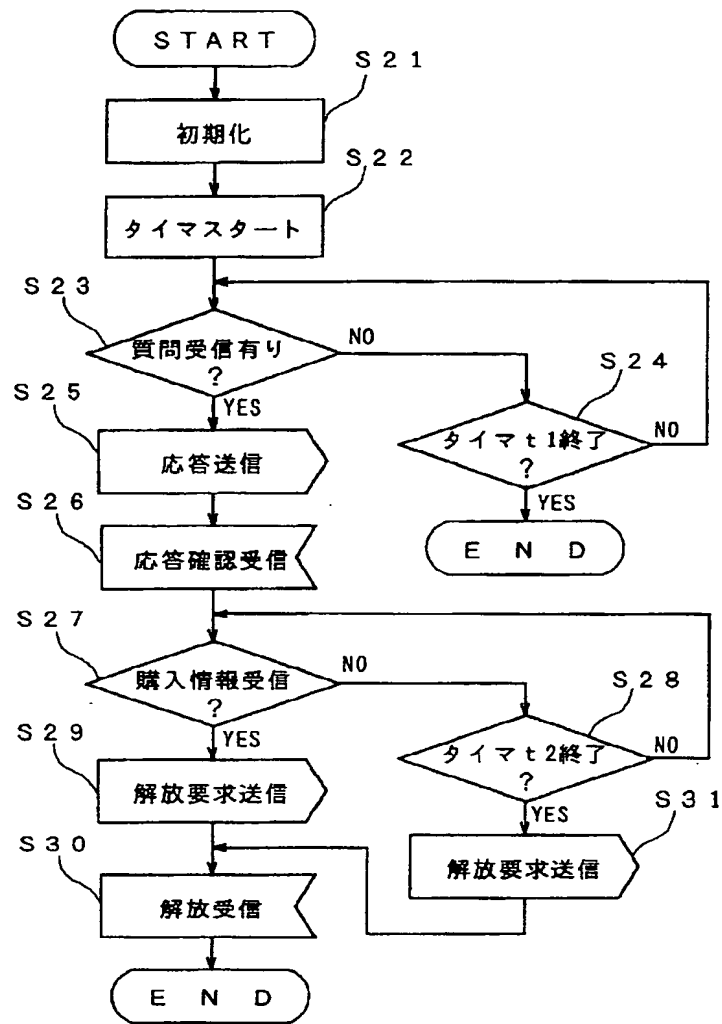 ＳＴＡＲＴ
Ｓ２１
初期化
Ｓ２２
タイマスタート
Ｓ２３
質問受信有り
？
NO
YES
Ｓ２４
タイマｔ１終了
？
NO
YES
ＥＮＤ
Ｓ２５
応答送信
Ｓ２６
応答確認受信
Ｓ２７
購入情報受信
？
NO
YES
Ｓ２８
タイマｔ２終了
？
NO
YES
Ｓ２９
解放要求送信
Ｓ３１
解放要求送信
Ｓ３０
解放受信
ＥＮＤ